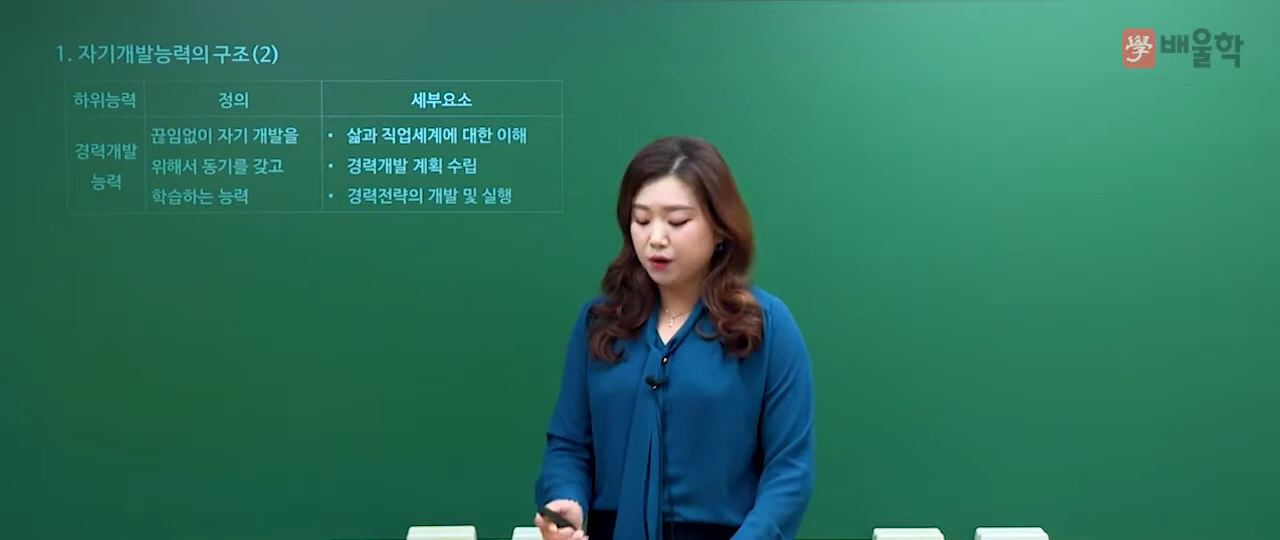 1. 자기개발능력의 구조(2)
學 배울학
하위능력 정의 세부요소
경력개발 능력
끊임없이 자기 개발을
위해서 동기를 갖고
학습하는 능력
• 삶과 직업세계에 대한 이해
• 경력개발 계획 수립
• 경력전략의 개발 및 실행